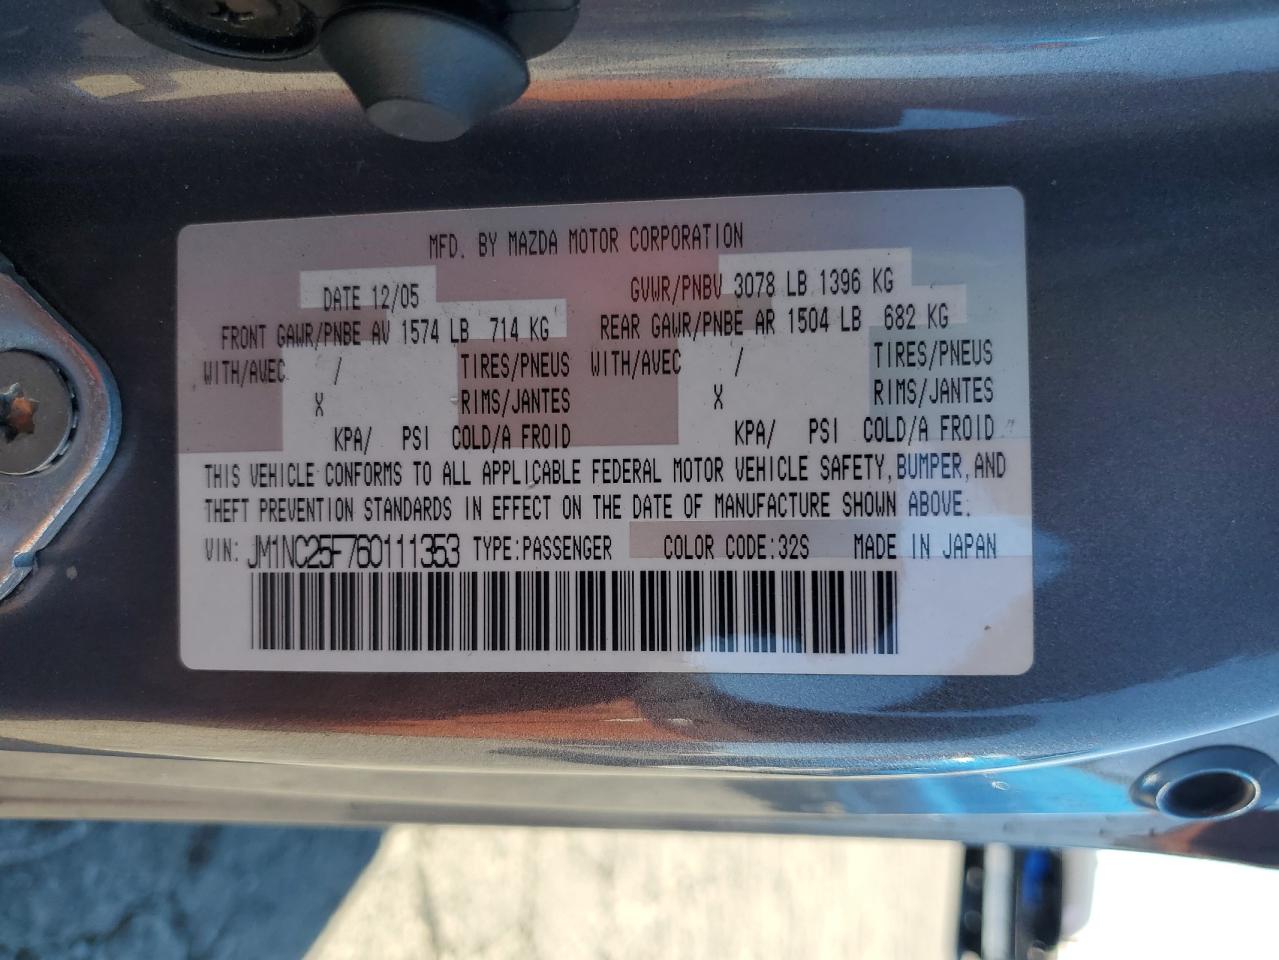 MFD. BY MAZDA MOTOR CORPORATION
DATE 12/05 GVWR/PNBV 3078 LB 1396 KG
FRONT GAWR/PNBE AV 1574 LB 714 KG REAR GAWR/PNBE AR 1504 LB 682 KG
WITH/AVEC / TIRES/PNEUS WITH/AVEC / TIRES/PNEUS
X RIMS/JANTES X RIMS/JANTES
KPA/ PSI COLD/A FROID KPA/ PSI COLD/A FROID
THIS VEHICLE CONFORMS TO ALL APPLICABLE FEDERAL MOTOR VEHICLE SAFETY, BUMPER, AND
THEFT PREVENTION STANDARDS IN EFFECT ON THE DATE OF MANUFACTURE SHOWN ABOVE.
VIN: JM1NC25F760111353 TYPE:PASSENGER COLOR CODE:32S MADE IN JAPAN